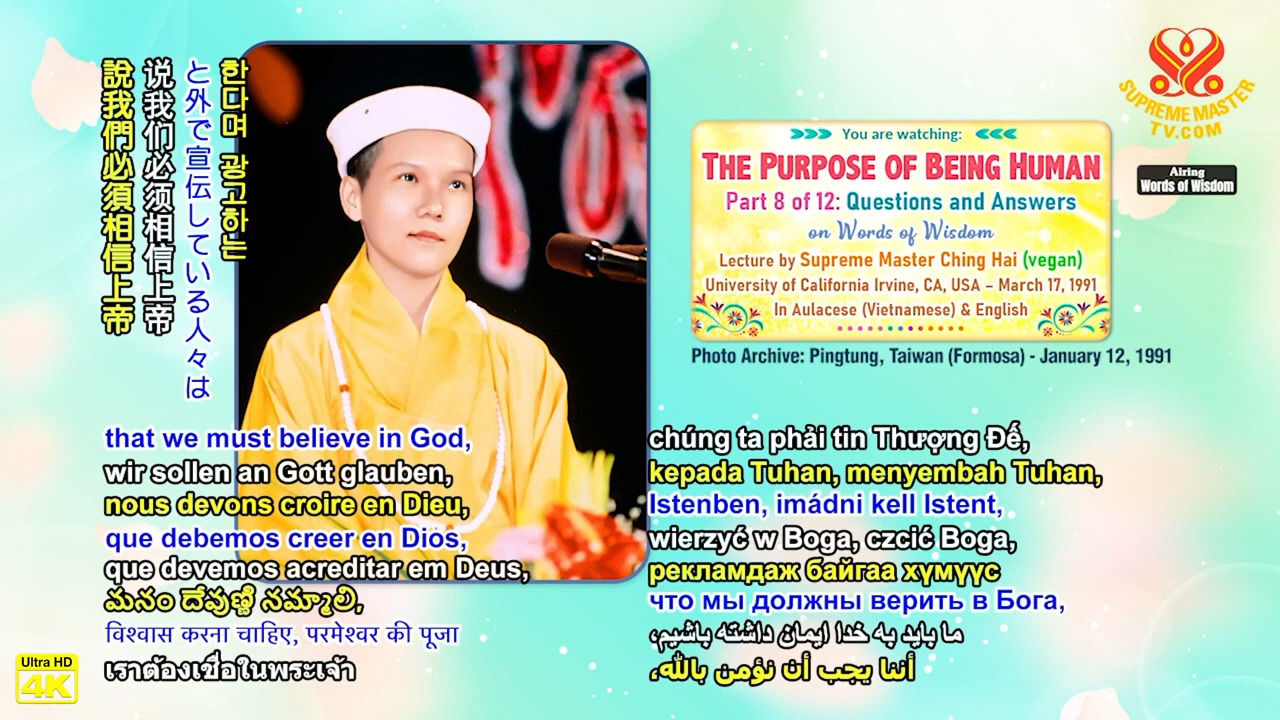 說我們必須相信上帝
说我们必须相信上帝
と外で宣伝している人々は
한다며 광고하는
SUPREME MASTER
TV.COM
Airing
Words of Wisdom
>>> You are watching: <<<
THE PURPOSE OF BEING HUMAN
Part 8 of 12: Questions and Answers
on Words of Wisdom
Lecture by Supreme Master Ching Hai (vegan)
University of California Irvine, CA, USA – March 17, 1991
In Aulacese (Vietnamese) & English
Photo Archive: Pingtung, Taiwan (Formosa) - January 12, 1991
that we must believe in God,
wir sollen an Gott glauben,
nous devons croire en Dieu,
que debemos creer en Dios,
que devemos acreditar em Deus,
మనం దేవుణ్ణి నమ్మాలి,
विश्वास करना चाहिए, परमेश्वर की पूजा
เราต้องเชื่อในพระเจ้า
chúng ta phải tin Thượng Đế,
kepada Tuhan, menyembah Tuhan,
Istenben, imádni kell Istent,
wierzyć w Boga, czcić Boga,
рекламдаж байгаа хүмүүс
что мы должны верить в Бога,
ما باید به خدا ایمان داشته باشیم،
أننا يجب أن نؤمن بالله،
Ultra HD
4K